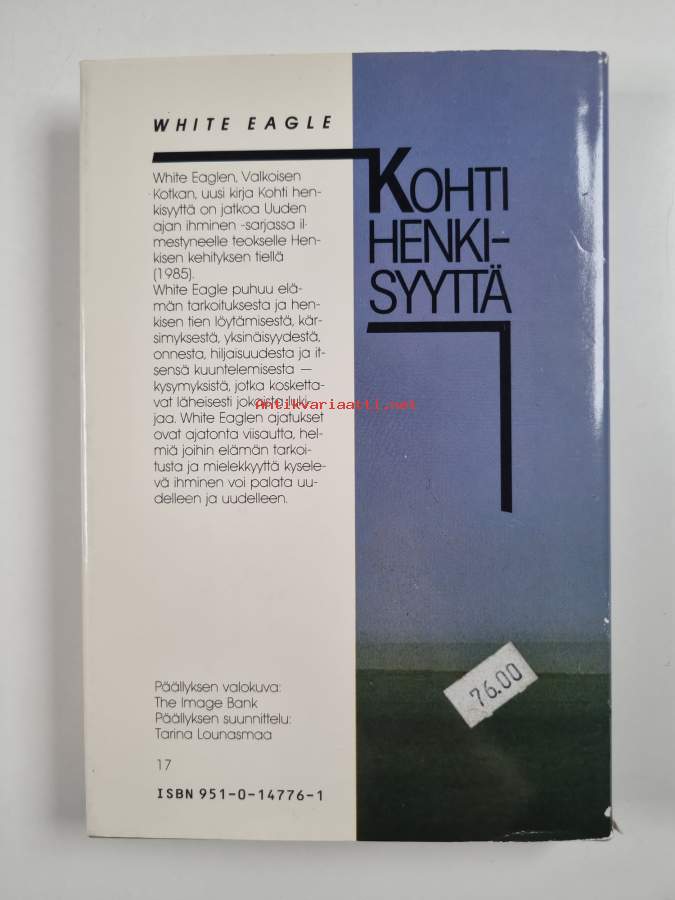 WHITE EAGLE
White Eaglen, Valkoisen
Kotkan, uusi kirja Kohti hen-
kisyyttä on jatkoa Uuden
ajan ihminen -sarjassa il-
mestyneelle teokselle Hen-
kisen kehityksen tiellä
(1985).
White Eagle puhuu elä-
män tarkoituksesta ja hen-
kisen tien löytämisestä, kär-
simyksestä, yksinäisyydestä,
onnesta, hiljaisuudesta ja it-
sensä kuuntelemisesta —
kysymyksistä, jotka kosketta-
vat läheisesti jokaista luki-
jaa. White Eaglen ajatukset
ovat ajatonta viisautta, hel-
miä joihin elämän tarkoi-
tusta ja mielekkyyttä kysele-
vä ihminen voi palata uu-
delleen ja uudelleen.
Antikvariaatti.net
Päällyksen valokuva:
The Image Bank
Päällyksen suunnittelu:
Tarina Lounasmaa
17
ISBN 951-0-14776-1
KOHTI
HENKI-
SYYTTÄ
76.00